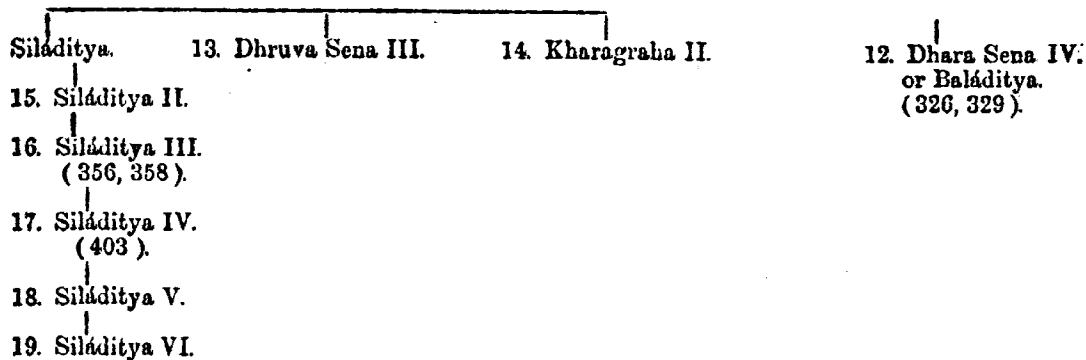 Siláditya. 13. Dhruva Sena III. 14. Kharagraha II. 12. Dhara Sena IV.
or Baláditya.
(326, 329).
15. Siláditya II.
16. Siláditya III.
(356, 358).
17. Siláditya IV.
(403).
18. Siláditya V.
19. Siláditya VI.